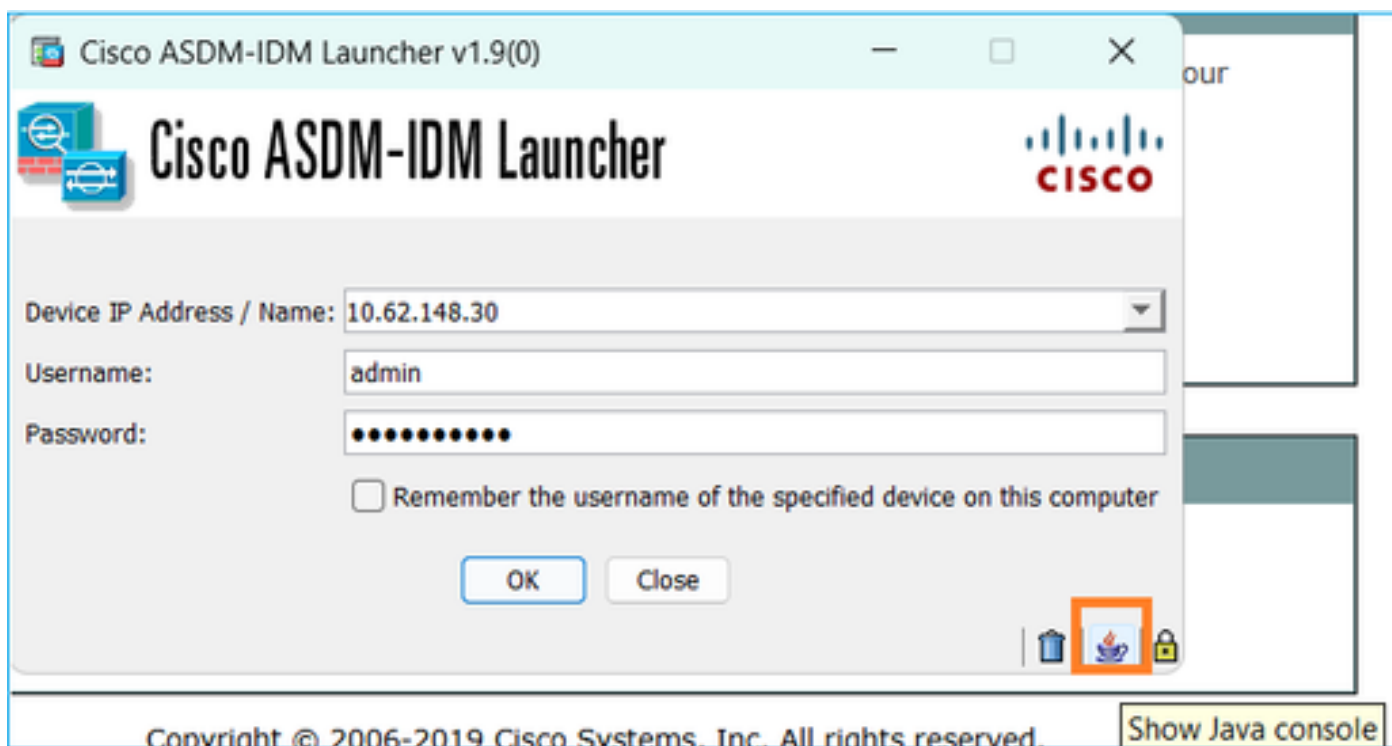 Cisco ASDM-IDM Launcher v1.9(0)
our
Cisco ASDM-IDM Launcher
CISCO
Device IP Address / Name: 10.62.148.30
Username: admin
Password: ••••••••••
Remember the username of the specified device on this computer
OK Close
Show Java console
Copyright © 2006-2019 Cisco Systems, Inc. All rights reserved.